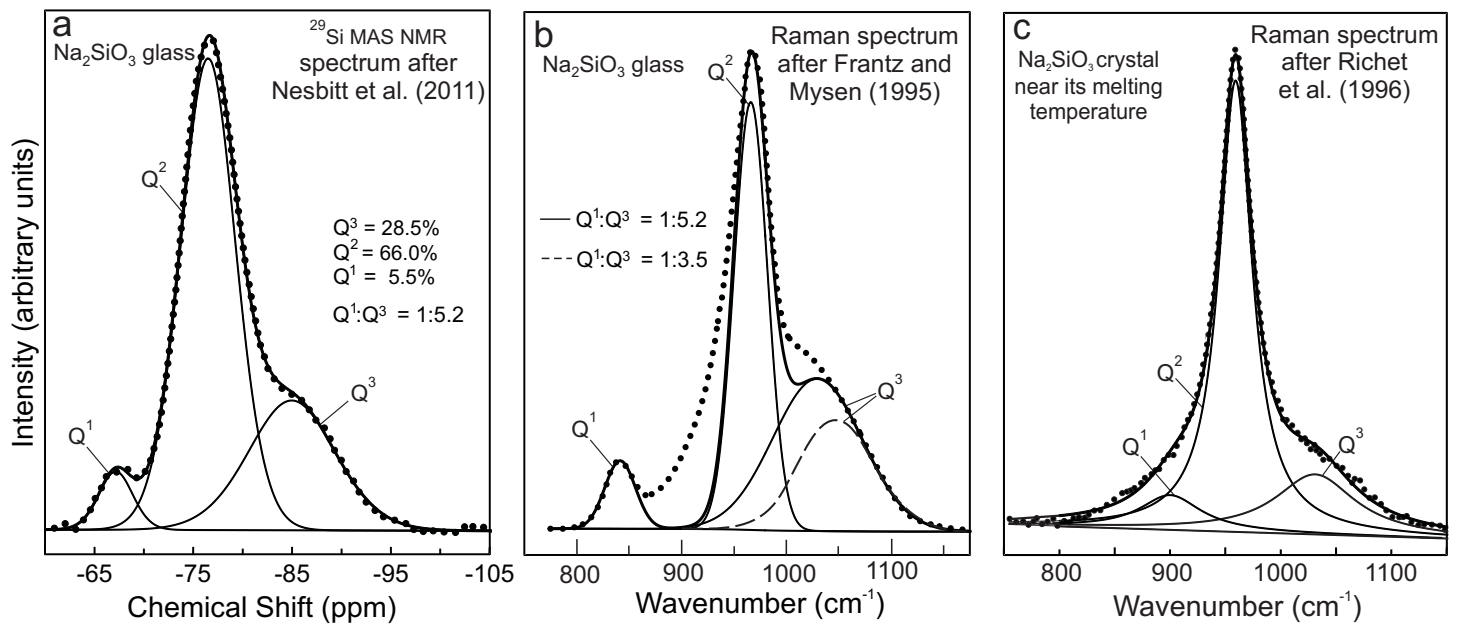 a
Na₂SiO₃ glass
²⁹Si MAS NMR
spectrum after
Nesbitt et al. (2011)
Q²
Q³ = 28.5%
Q² = 66.0%
Q¹ = 5.5%
Q¹:Q³ = 1:5.2
Q¹
Q³
Intensity (arbitrary units)
-65
-75
-85
-95
-105
Chemical Shift (ppm)
b
Na₂SiO₃ glass
Raman spectrum
after Frantz and
Mysen (1995)
Q²
Q¹:Q³ = 1:5.2
Q¹:Q³ = 1:3.5
Q¹
Q³
800
900
1000
1100
Wavenumber (cm⁻¹)
c
Na₂SiO₃ crystal
near its melting
temperature
Raman spectrum
after Richet
et al. (1996)
Q²
Q¹
Q³
800
900
1000
1100
Wavenumber (cm⁻¹)